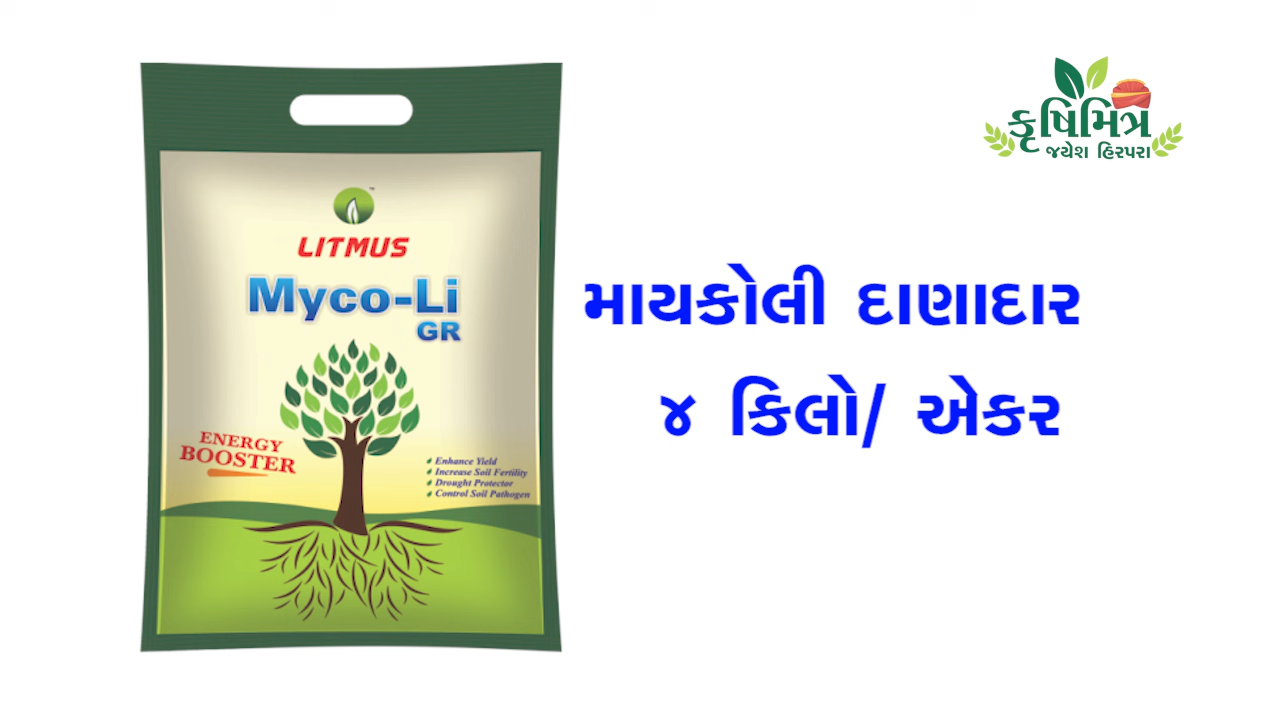 કૃષિમિત્ર
જયેશ હિરપરા
LITMUS
Myco-Li
GR
ENERGY
BOOSTER
Enhance Yield
Increase Soil Fertility
Drought Protector
Control Soil Pathogen
માયકોલી દાણાદાર
૪ કિલો/ એકર